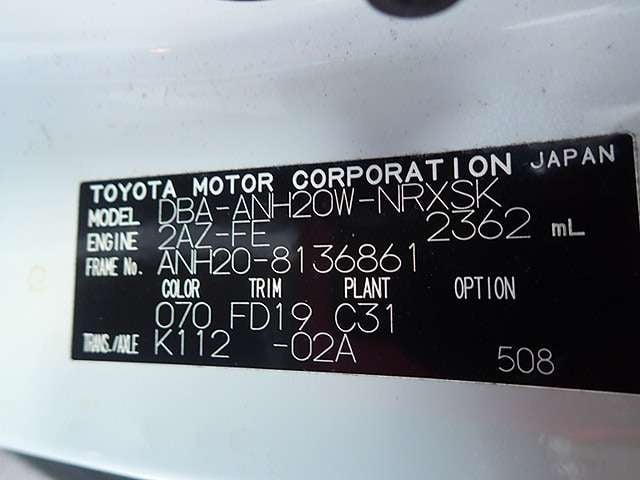 TOYOTA MOTOR CORPORATION JAPAN
MODEL DBA-ANH20W-NRXSK
ENGINE 2AZ-FE 2362 mL
FRAME No. ANH20-8136861
COLOR TRIM PLANT OPTION
070 FD19 C31
TRANS./AXLE K112 -02A 508